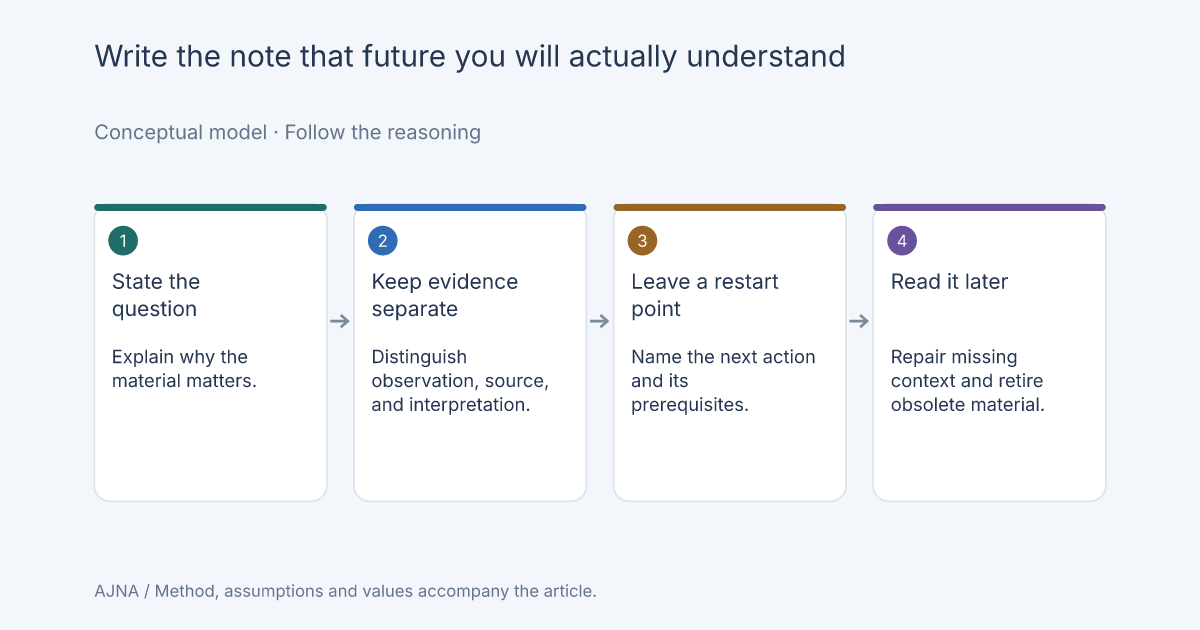 Write the note that future you will actually understand
Conceptual model · Follow the reasoning
1
State the
question
Explain why the
material matters.
2
Keep evidence
separate
Distinguish
observation, source,
and interpretation.
3
Leave a restart
point
Name the next action
and its
prerequisites.
4
Read it later
Repair missing
context and retire
obsolete material.
AJNA / Method, assumptions and values accompany the article.